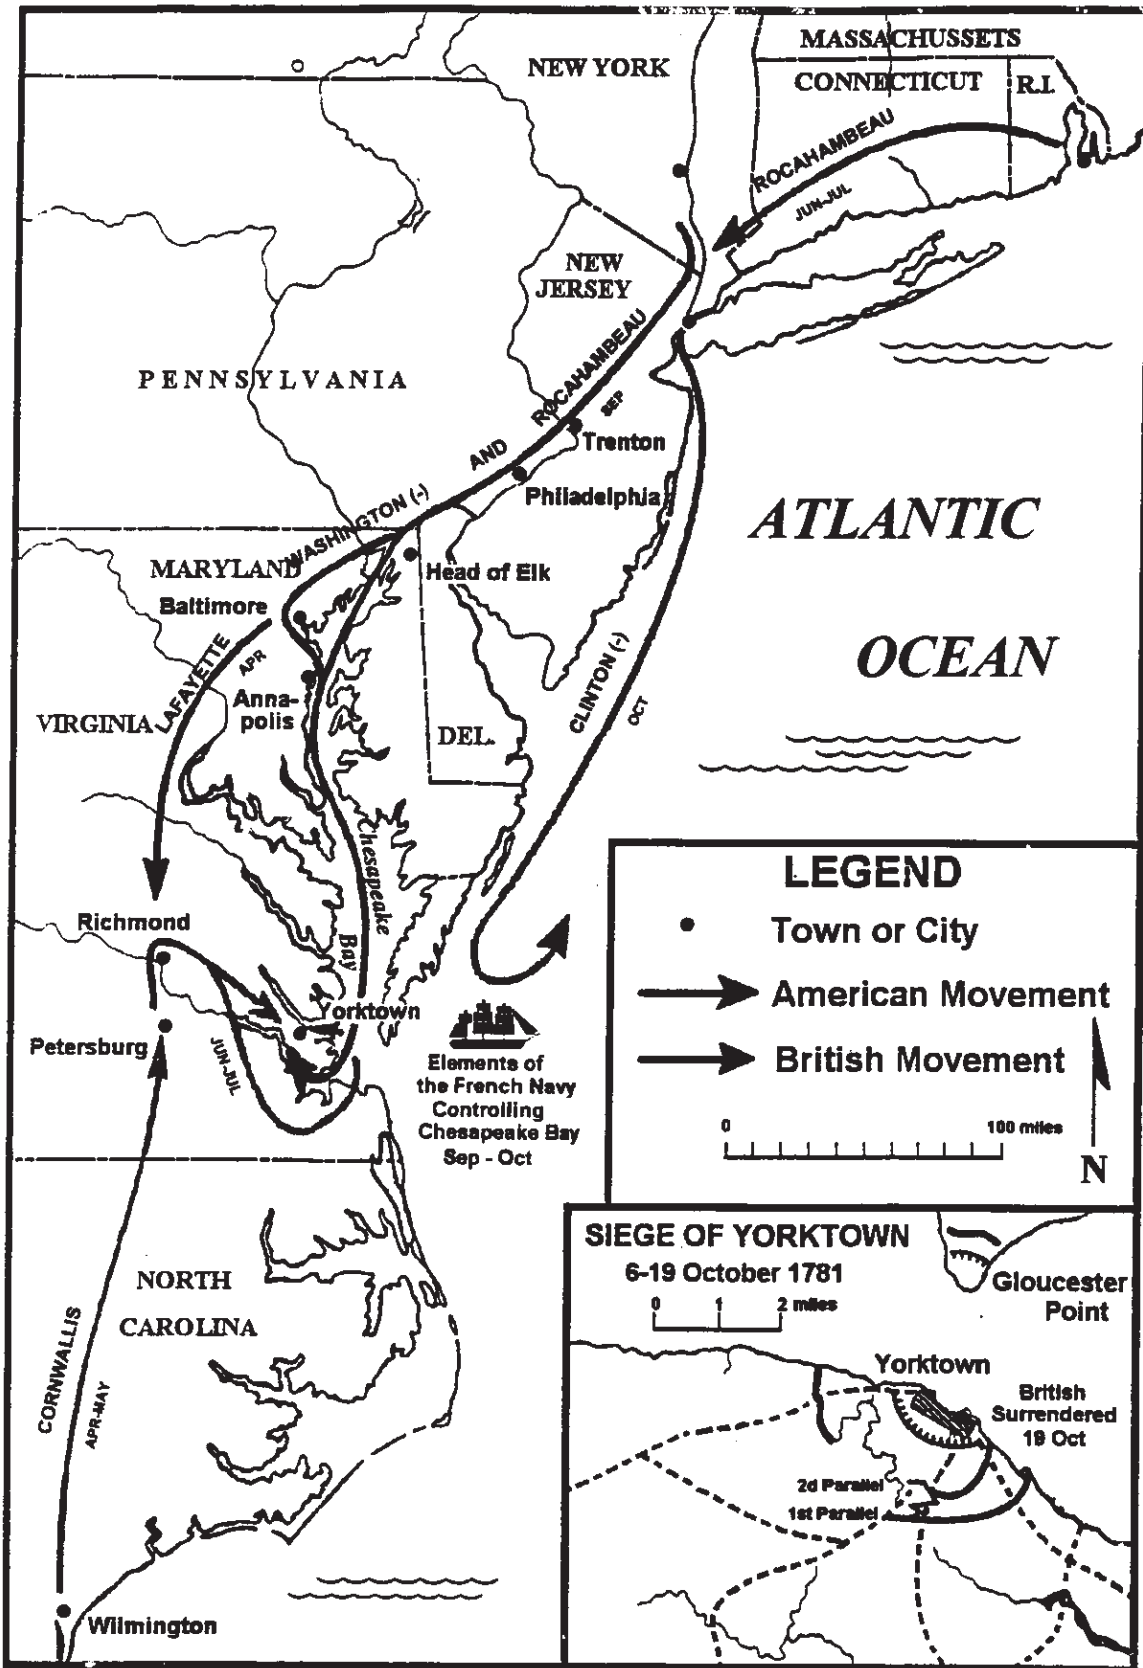 MASSACHUSSETS
NEW YORK
CONNECTICUT
R.I.
ROCAHAMBEAU
JUN-JUL
NEW
JERSEY
PENNSYLVANIA
WASHINGTON (-) AND ROCAHAMBEAU
SEP
Trenton
Philadelphia
ATLANTIC
OCEAN
MARYLAND
Head of Elk
Baltimore
LAFAYETTE
APR
Anna-
polis
VIRGINIA
DEL.
CLINTON (-)
OCT
Chesapeake
Bay
Richmond
Yorktown
Petersburg
JUN-JUL
Elements of
the French Navy
Controlling
Chesapeake Bay
Sep - Oct
NORTH
CAROLINA
CORNWALLIS
APR-MAY
Wilmington
LEGEND
Town or City
American Movement
British Movement
0 100 miles
N
SIEGE OF YORKTOWN
6-19 October 1781
0 1 2 miles
Gloucester
Point
Yorktown
British
Surrendered
19 Oct
2d Parallel
1st Parallel